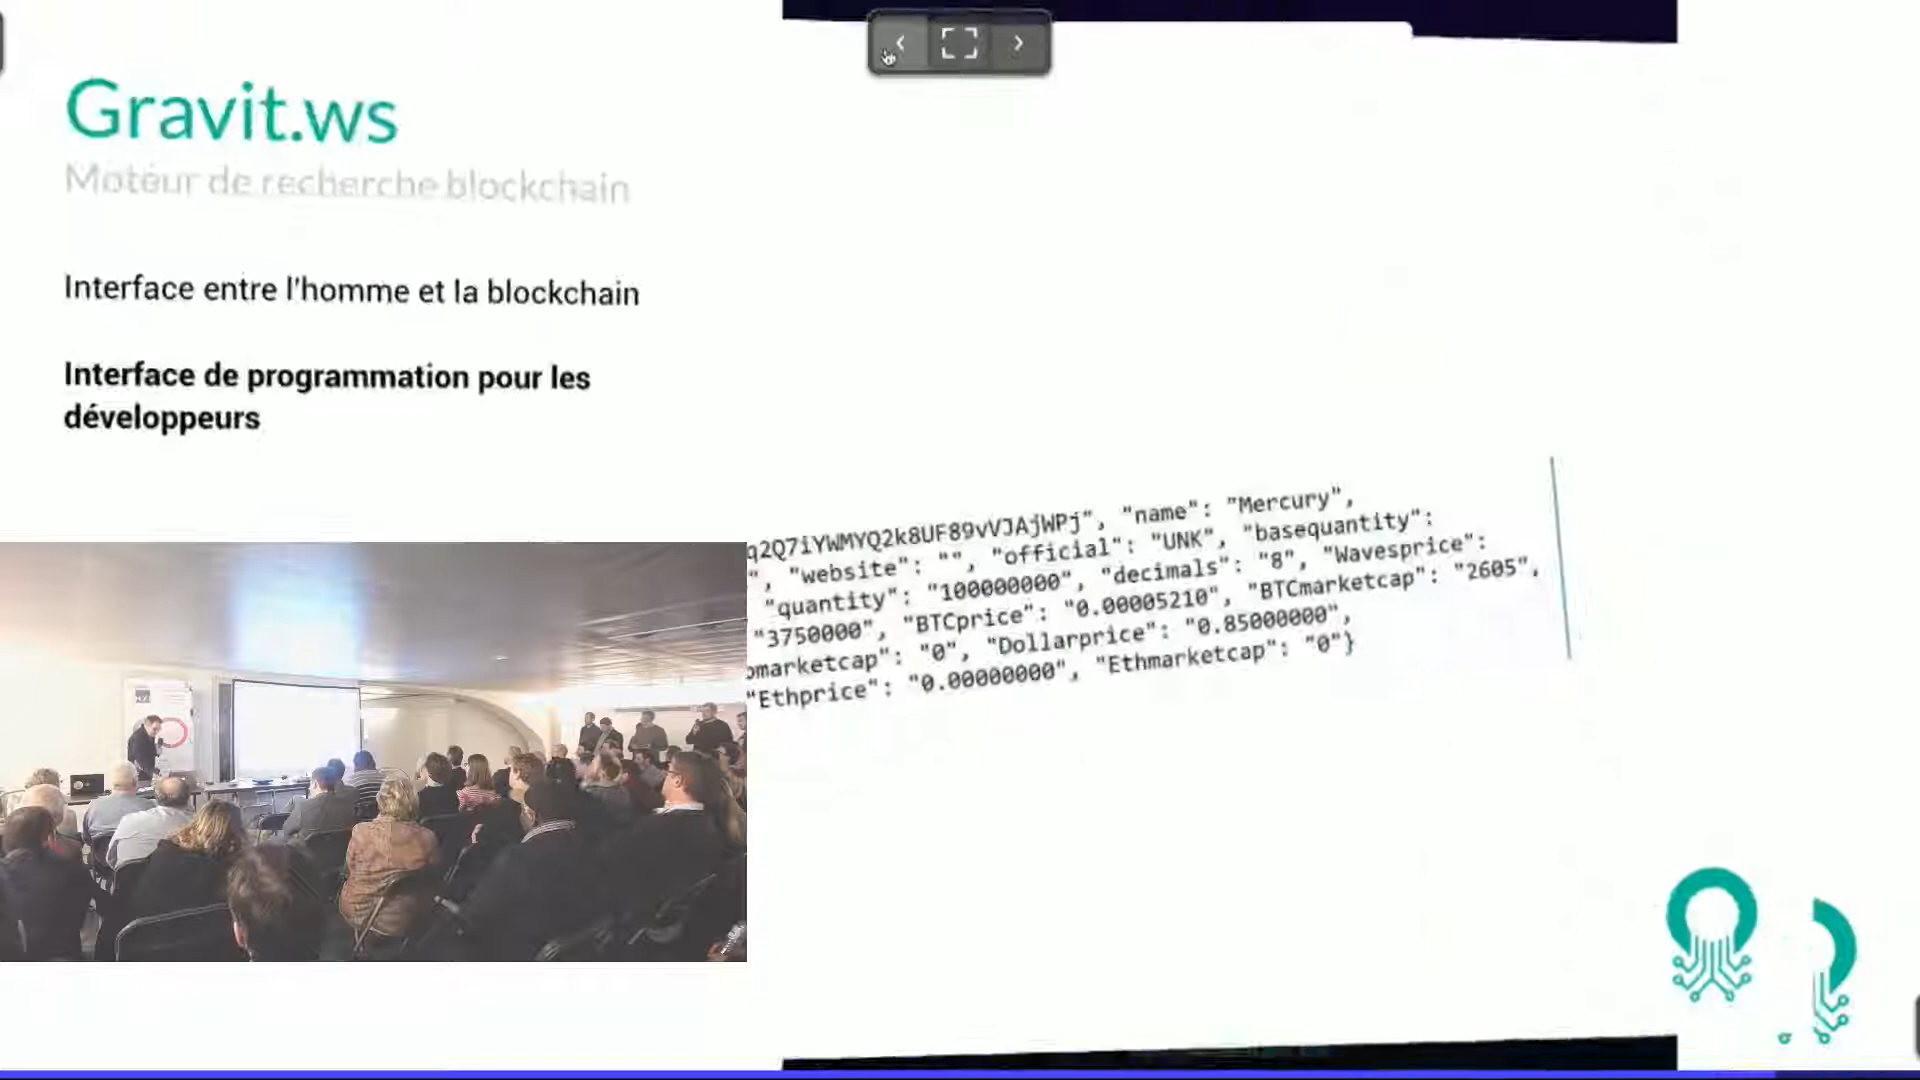 Gravit.ws
Moteur de recherche blockchain
Interface entre l'homme et la blockchain
Interface de programmation pour les
développeurs
q2Q7iYWMYQ2k8UF89vVJAjWPj", "name": "Mercury",
", "website": "", "official": "UNK", "basequantity":
"quantity": "100000000", "decimals": "8", "Wavesprice":
"3750000", "BTCprice": "0.00005210", "BTCmarketcap": "2605",
omarketcap": "0", "Dollarprice": "0.85000000",
"Ethprice": "0.00000000", "Ethmarketcap": "0"}